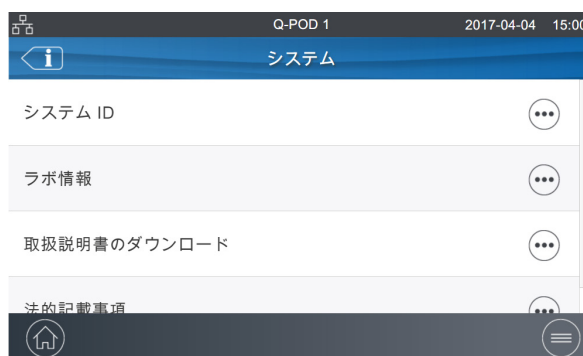 Q-POD 1 2017-04-04 15:00
i システム
システム ID
ラボ情報
取扱説明書のダウンロード
法的記載事項